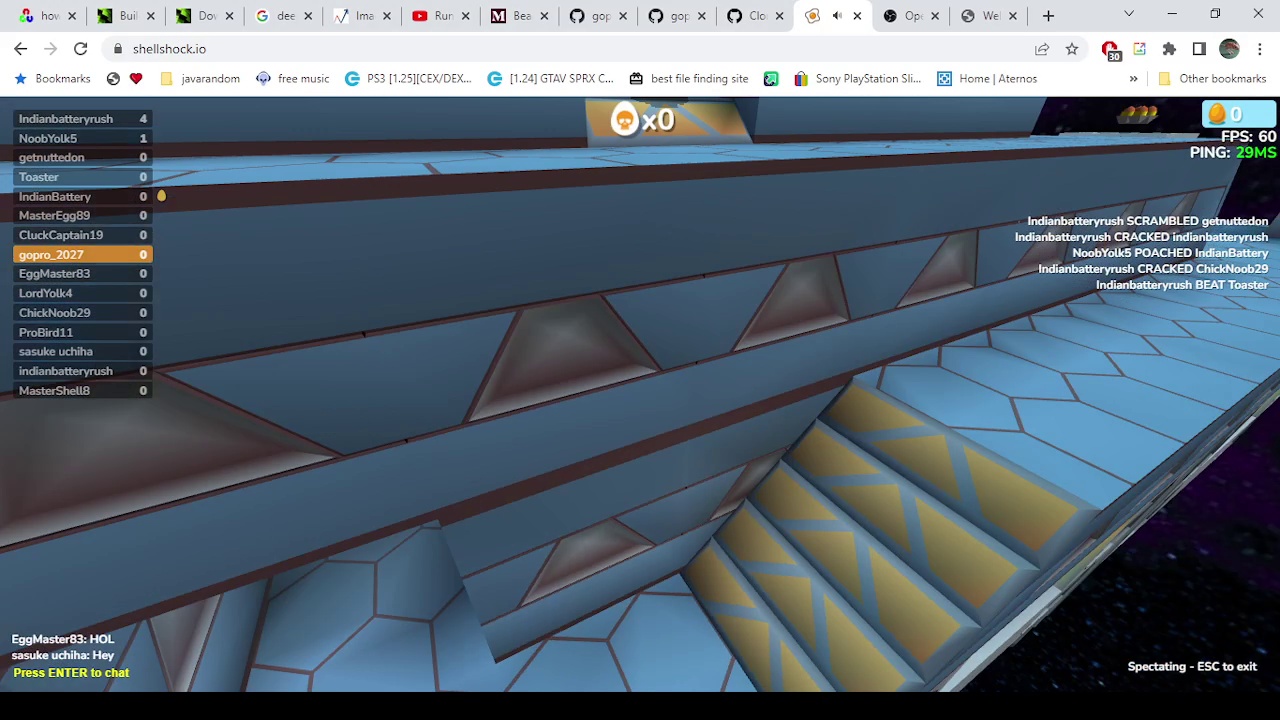 how
Buil
Dov
dee
Ima
Run
Bea
gop
gop
Clo
Ope
Wel
shellshock.io
30
Bookmarks
javarandom
free music
PS3 [1.25][CEX/DEX...
[1.24] GTAV SPRX C...
best file finding site
Sony PlayStation Sli...
Home | Aternos
»
Other bookmarks
x0
0
FPS: 60
PING: 29MS
Indianbatteryrush 4
NoobYolk5 1
getnuttedon 0
Toaster 0
IndianBattery 0
MasterEgg89 0
CluckCaptain19 0
gopro_2027 0
EggMaster83 0
LordYolk4 0
ChickNoob29 0
ProBird11 0
sasuke uchiha 0
indianbatteryrush 0
MasterShell8 0
Indianbatteryrush SCRAMBLED getnuttedon
Indianbatteryrush CRACKED indianbatteryrush
NoobYolk5 POACHED IndianBattery
Indianbatteryrush CRACKED ChickNoob29
Indianbatteryrush BEAT Toaster
EggMaster83: HOL
sasuke uchiha: Hey
Press ENTER to chat
Spectating - ESC to exit